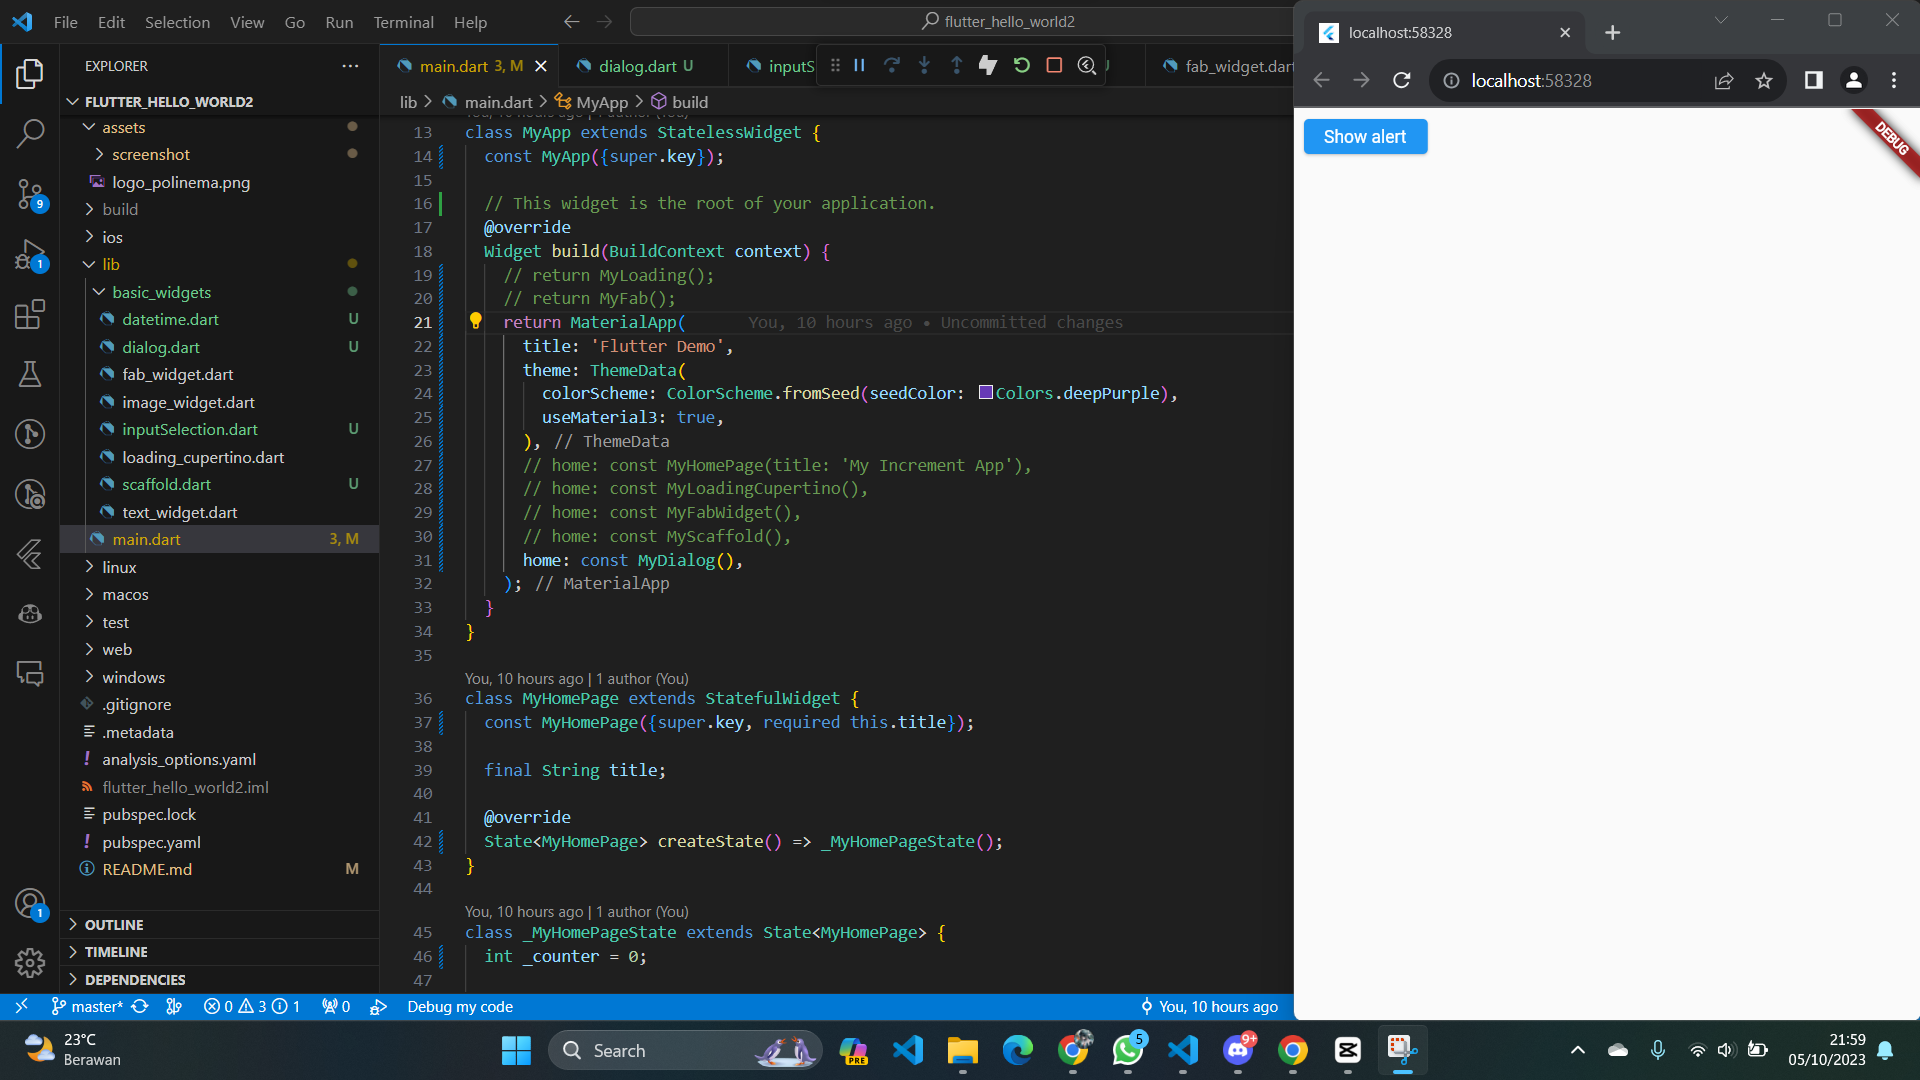 File Edit Selection View Go Run Terminal Help
flutter_hello_world2
EXPLORER
FLUTTER_HELLO_WORLD2
assets
screenshot
logo_polinema.png
build
ios
lib
basic_widgets
datetime.dart U
dialog.dart U
fab_widget.dart
image_widget.dart
inputSelection.dart U
loading_cupertino.dart
scaffold.dart U
text_widget.dart
main.dart 3, M
linux
macos
test
web
windows
.gitignore
.metadata
analysis_options.yaml
flutter_hello_world2.iml
pubspec.lock
pubspec.yaml
README.md M
OUTLINE
TIMELINE
DEPENDENCIES
9
1
1
main.dart 3, M
dialog.dart U
inputS
fab_widget.dart
lib > main.dart > MyApp > build
13 class MyApp extends StatelessWidget {
14 const MyApp({super.key});
15
16 // This widget is the root of your application.
17 @override
18 Widget build(BuildContext context) {
19 // return MyLoading();
20 // return MyFab();
21 return MaterialApp( You, 10 hours ago • Uncommitted changes
22 title: 'Flutter Demo',
23 theme: ThemeData(
24 colorScheme: ColorScheme.fromSeed(seedColor: Colors.deepPurple),
25 useMaterial3: true,
26 ), // ThemeData
27 // home: const MyHomePage(title: 'My Increment App'),
28 // home: const MyLoadingCupertino(),
29 // home: const MyFabWidget(),
30 // home: const MyScaffold(),
31 home: const MyDialog(),
32 ); // MaterialApp
33 }
34 }
35
You, 10 hours ago | 1 author (You)
36 class MyHomePage extends StatefulWidget {
37 const MyHomePage({super.key, required this.title});
38
39 final String title;
40
41 @override
42 State<MyHomePage> createState() => _MyHomePageState();
43 }
44
You, 10 hours ago | 1 author (You)
45 class _MyHomePageState extends State<MyHomePage> {
46 int _counter = 0;
47
master* 0 3 1 0 Debug my code You, 10 hours ago
localhost:58328
localhost:58328
Show alert
DEBUG
23°C
Berawan
Search
PRE
5
9+
21:59
05/10/2023